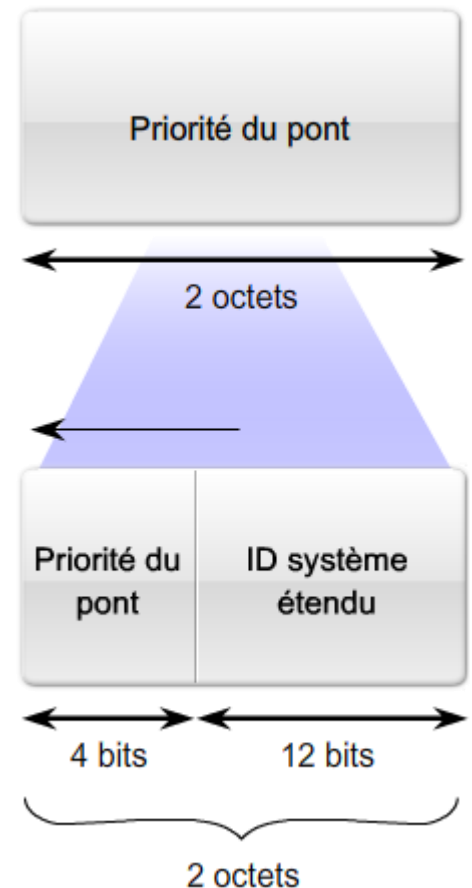 Priorité du pont
2 octets
Priorité du
pont
ID système
étendu
4 bits
12 bits
2 octets